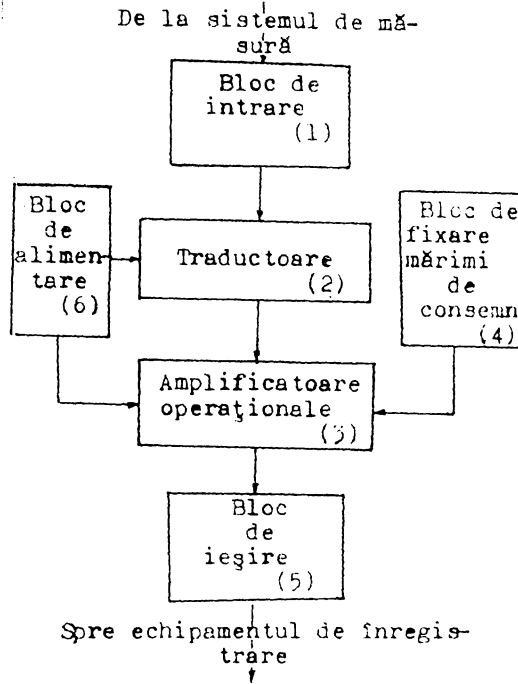 De la sistemul de mă-
sură
Bloc de
intrare
(1)
Bloc
de
alimen-
tare
(6)
Traductoare
(2)
Bloc de
fixare
mărimi
de
consemn
(4)
Amplificatoare
operaţionale
(3)
Bloc
de
ieşire
(5)
Spre echipamentul de înregis-
trare